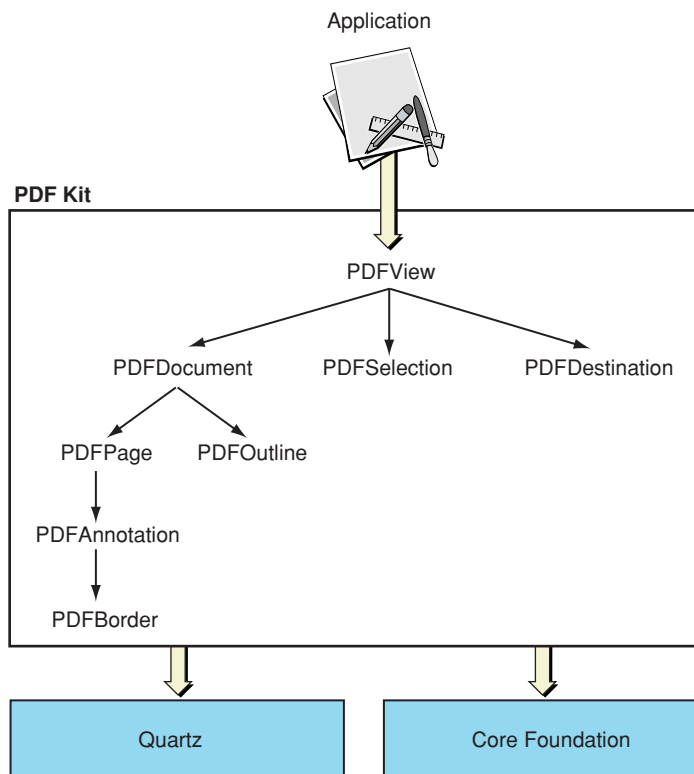 Application
PDF Kit
PDFView
PDFDocument
PDFSelection
PDFDestination
PDFPage
PDFOutline
PDFAnnotation
PDFBorder
Quartz
Core Foundation